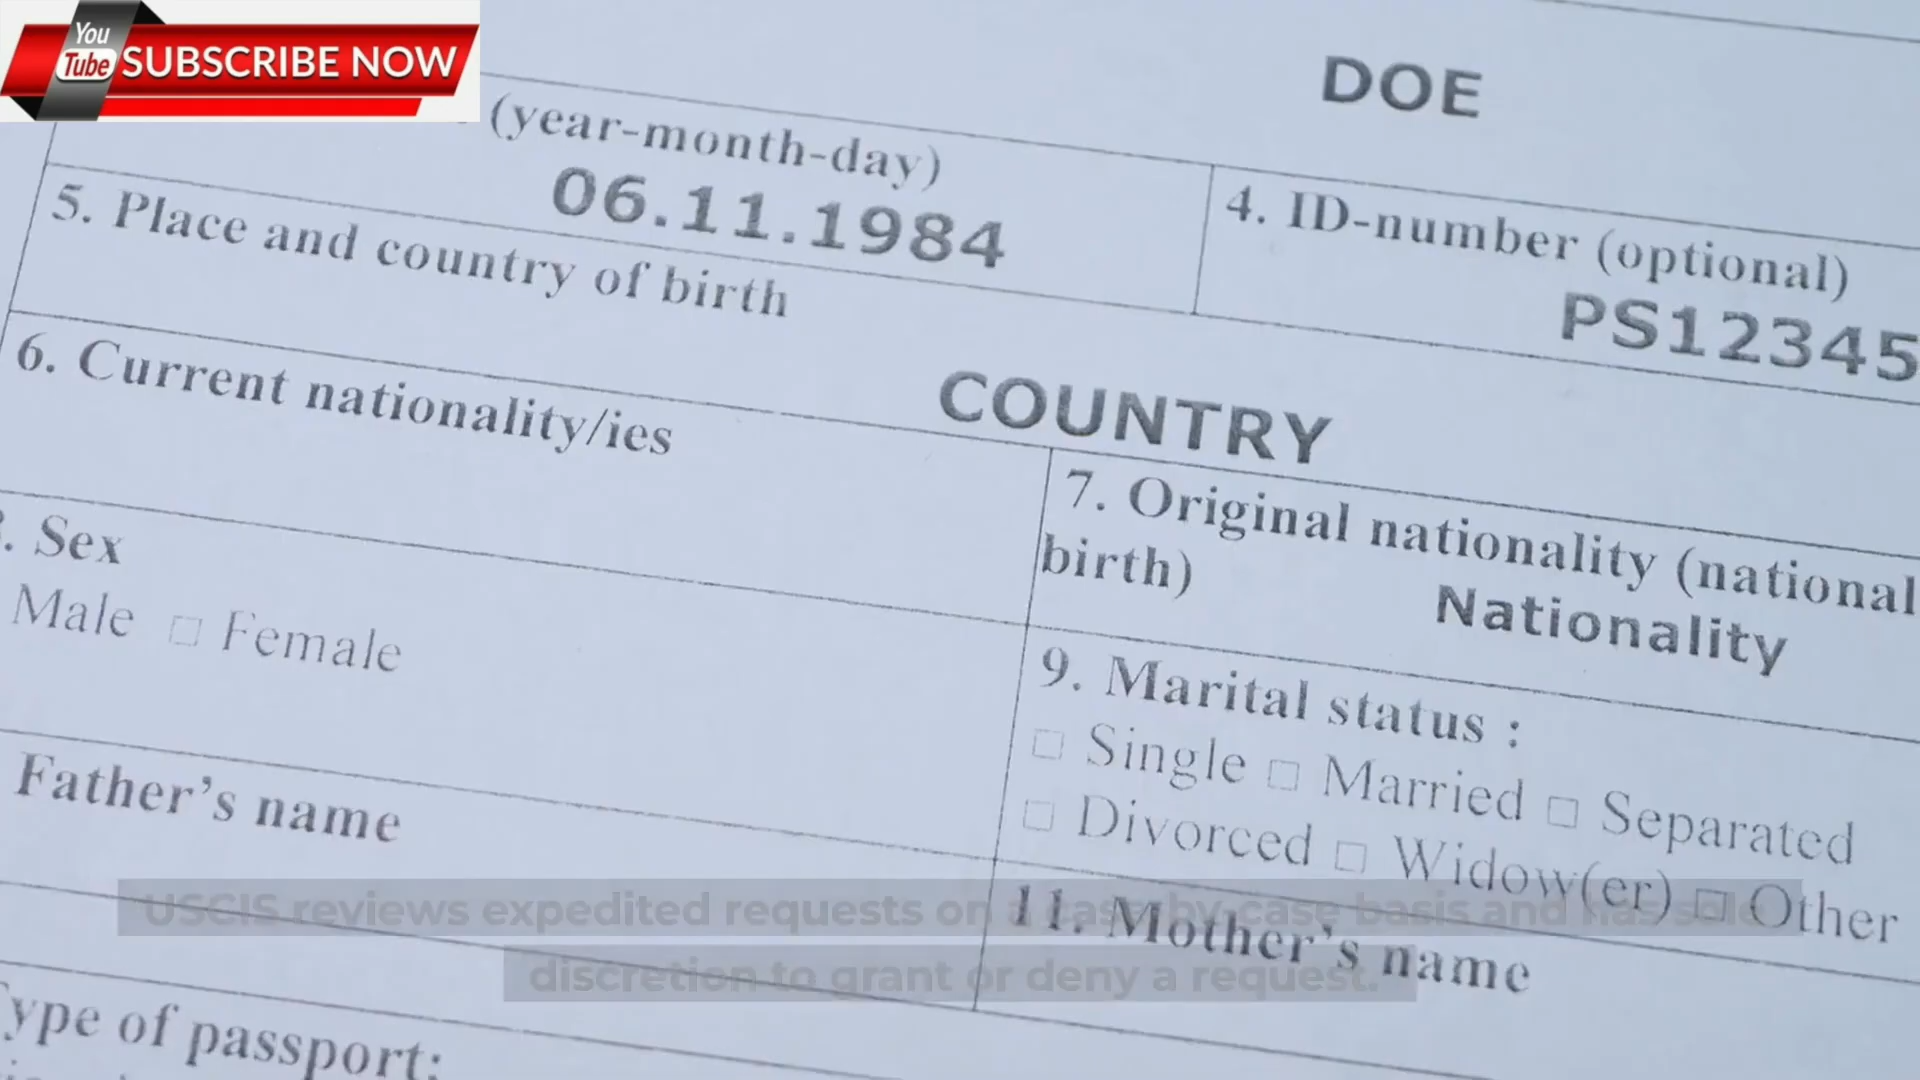 You
Tube SUBSCRIBE NOW
DOE
(year-month-day)
06.11.1984
4. ID-number (optional)
PS12345
5. Place and country of birth
COUNTRY
6. Current nationality/ies
7. Original nationality (national
birth)
Nationality
. Sex
Male □ Female
9. Marital status :
□ Single □ Married □ Separated
□ Divorced □ Widow(er) □ Other
Father's name
11. Mother's name
USCIS reviews expedited requests on a case-by-case basis and has sole
discretion to grant or deny a request.
Type of passport: